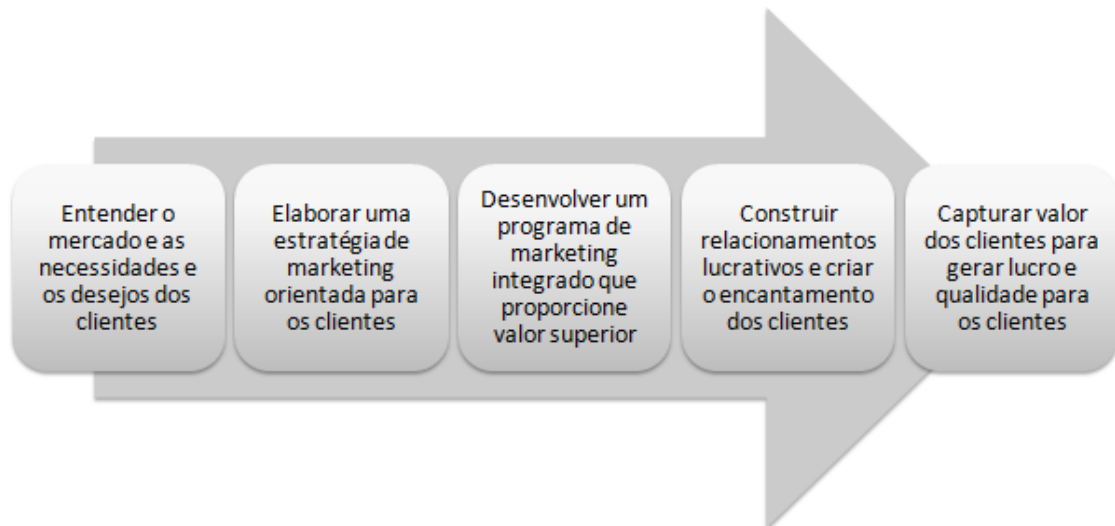 Entender o
mercado e as
necessidades e
os desejos dos
clientes
Elaborar uma
estratégia de
marketing
orientada para
os clientes
Desenvolver um
programa de
marketing
integrado que
proporcione
valor superior
Construir
relacionamentos
lucrativos e criar
o encantamento
dos clientes
Capturar valor
dos clientes para
gerar lucro e
qualidade para
os clientes